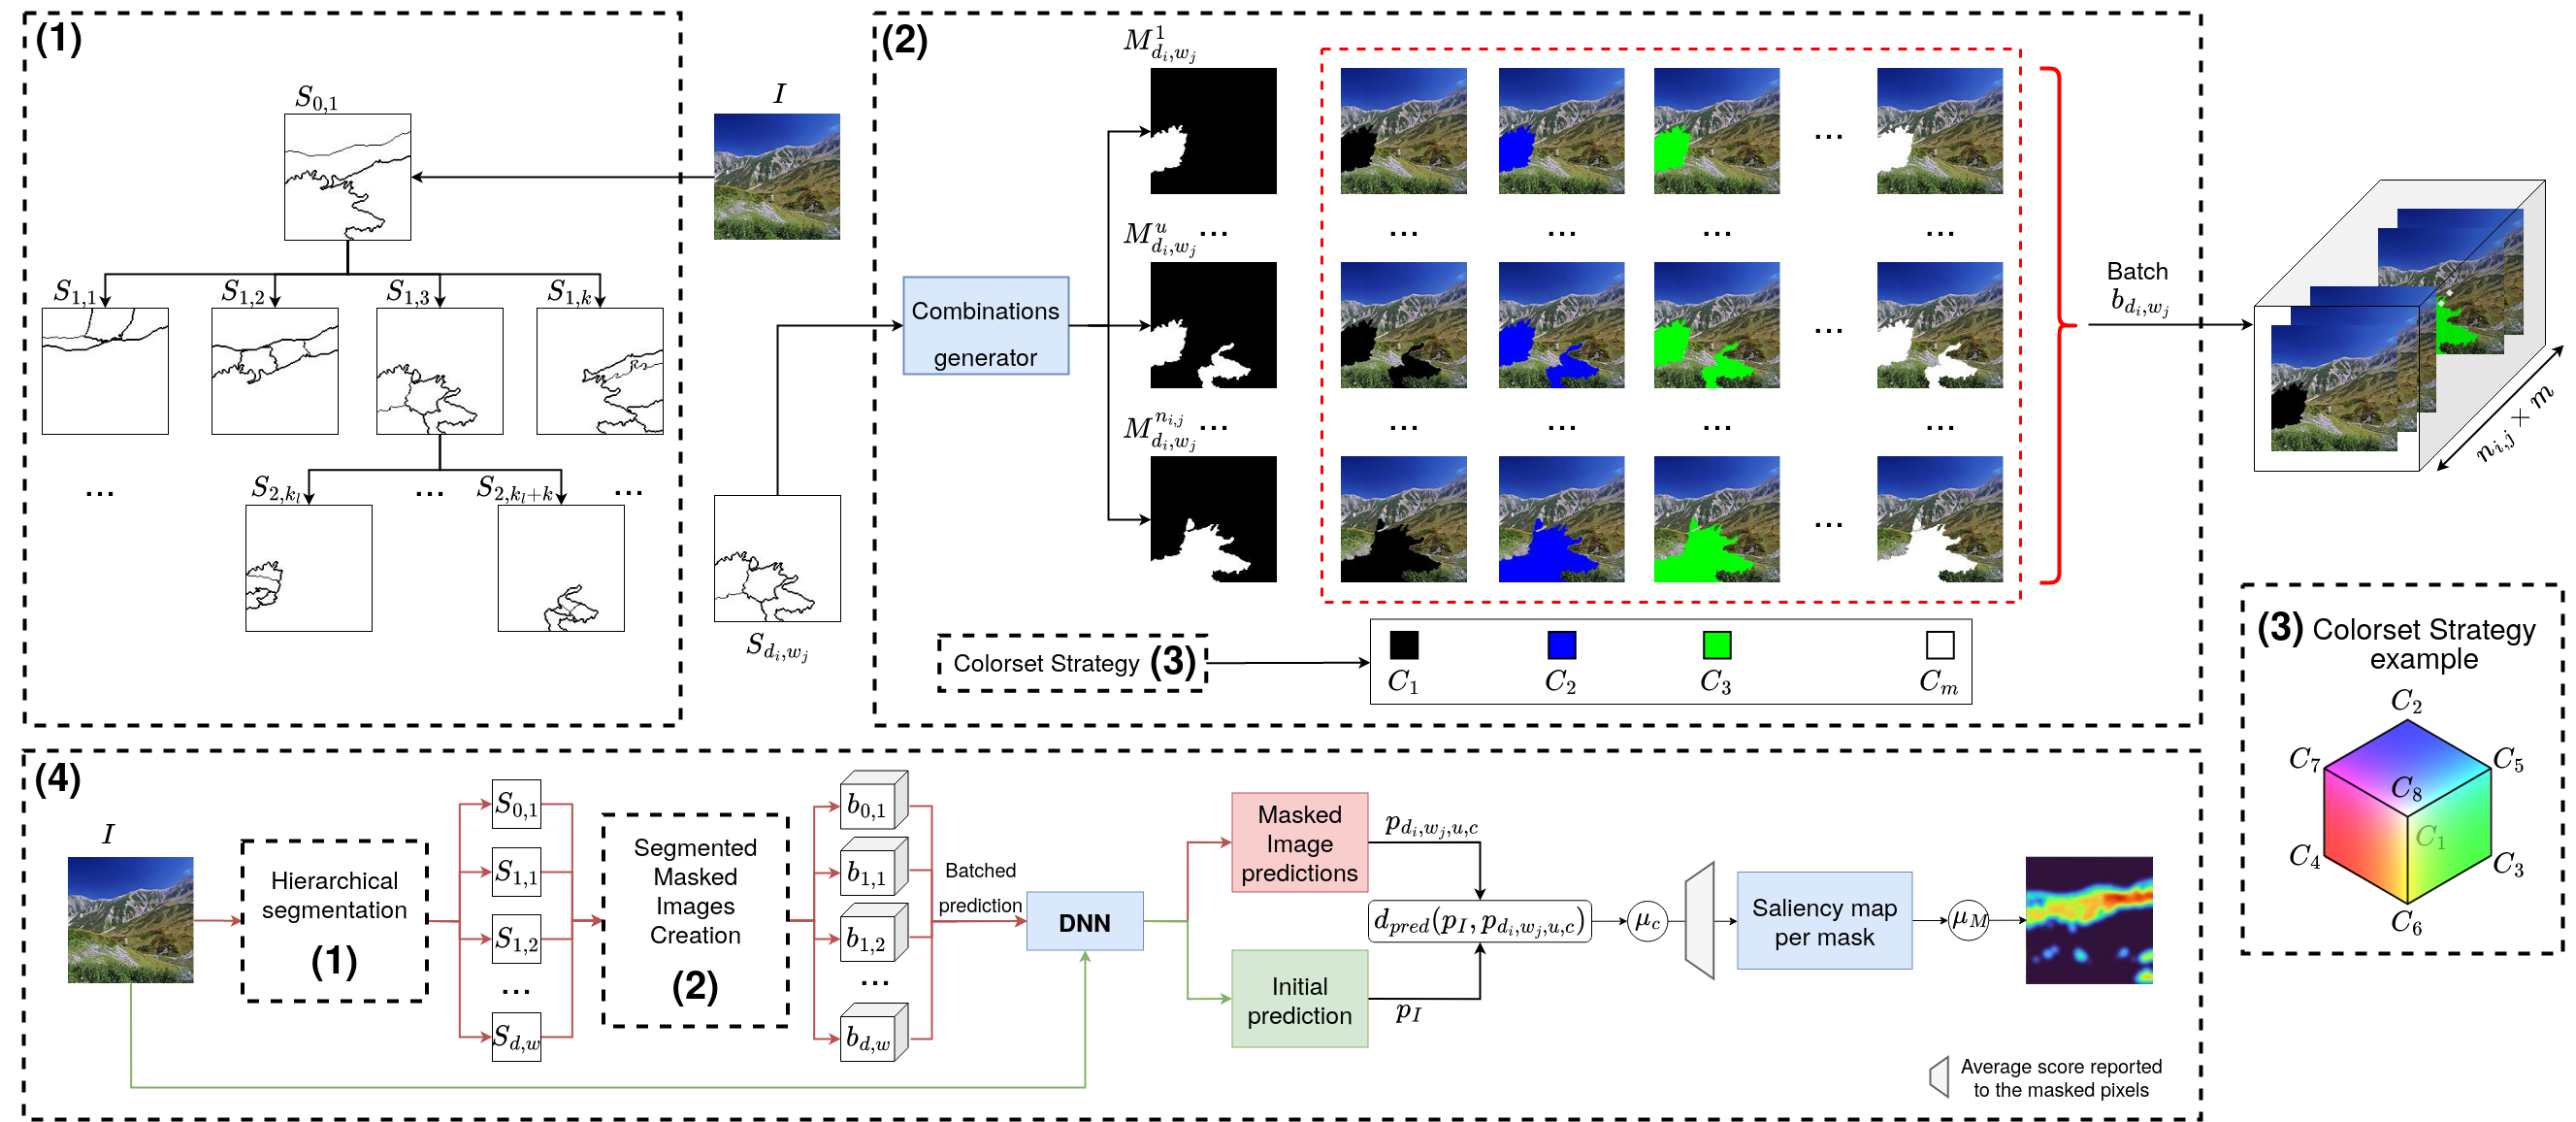 (1)
S_{0,1}
I
S_{1,1}
S_{1,2}
S_{1,3}
S_{1,k}
...
S_{2,k_l}
...
S_{2,k_l+k}
...
S_{d_i,w_j}
(2)
Combinations
generator
M^1_{d_i,w_j}
...
M^u_{d_i,w_j}
... ... ... ... ...
...
M^{n_{i,j}}_{d_i,w_j}
... ... ... ... ...
...
Colorset Strategy (3)
C_1 C_2 C_3 C_m
Batch
b_{d_i,w_j}
n_{i,j} × m
(3) Colorset Strategy
example
C_2
C_7
C_5
C_8
C_1
C_4
C_3
C_6
(4)
I
Hierarchical
segmentation
(1)
S_{0,1}
S_{1,1}
S_{1,2}
...
S_{d,w}
Segmented
Masked
Images
Creation
(2)
b_{0,1}
b_{1,1}
b_{1,2}
...
b_{d,w}
Batched
prediction
DNN
Masked
Image
predictions
Initial
prediction
p_{d_i,w_j,u,c}
d_{pred}(p_I, p_{d_i,w_j,u,c})
p_I
μ_c
Saliency map
per mask
μ_M
Average score reported
to the masked pixels